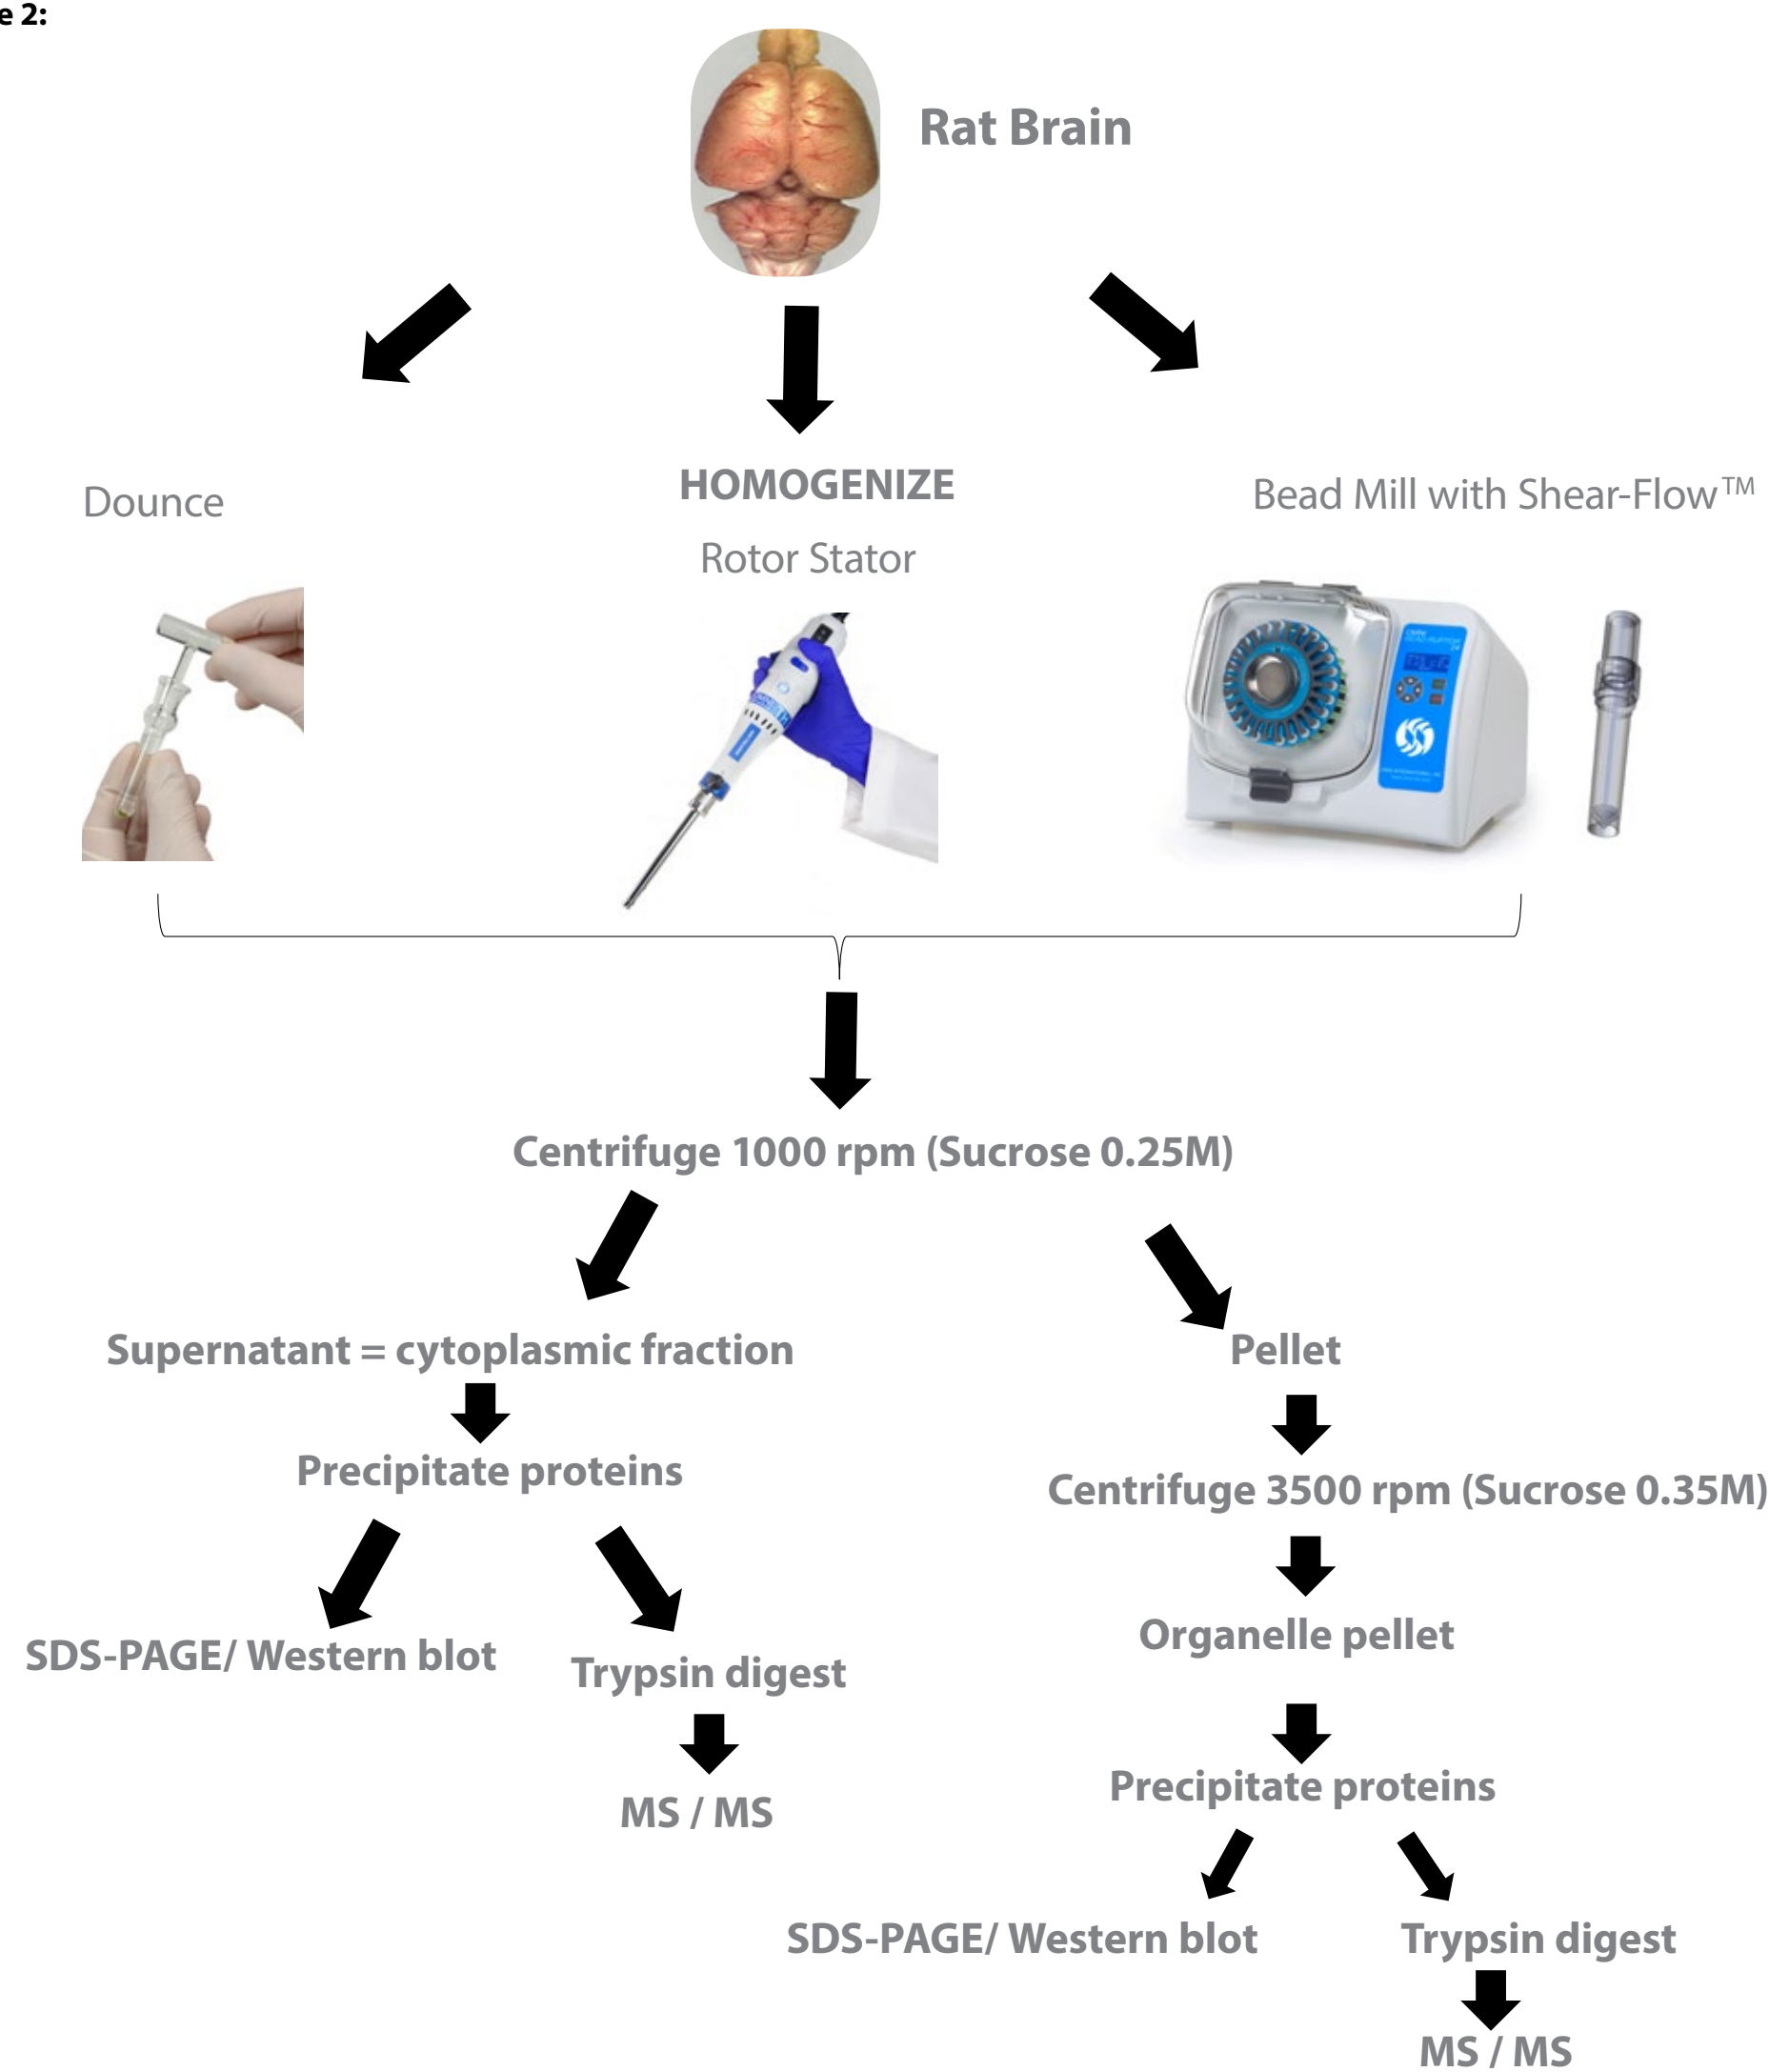 e 2:
Rat Brain
HOMOGENIZE
Dounce
Rotor Stator
Bead Mill with Shear-Flow™
Centrifuge 1000 rpm (Sucrose 0.25M)
Supernatant = cytoplasmic fraction
Pellet
Precipitate proteins
Centrifuge 3500 rpm (Sucrose 0.35M)
SDS-PAGE/ Western blot
Trypsin digest
Organelle pellet
MS / MS
Precipitate proteins
SDS-PAGE/ Western blot
Trypsin digest
MS / MS